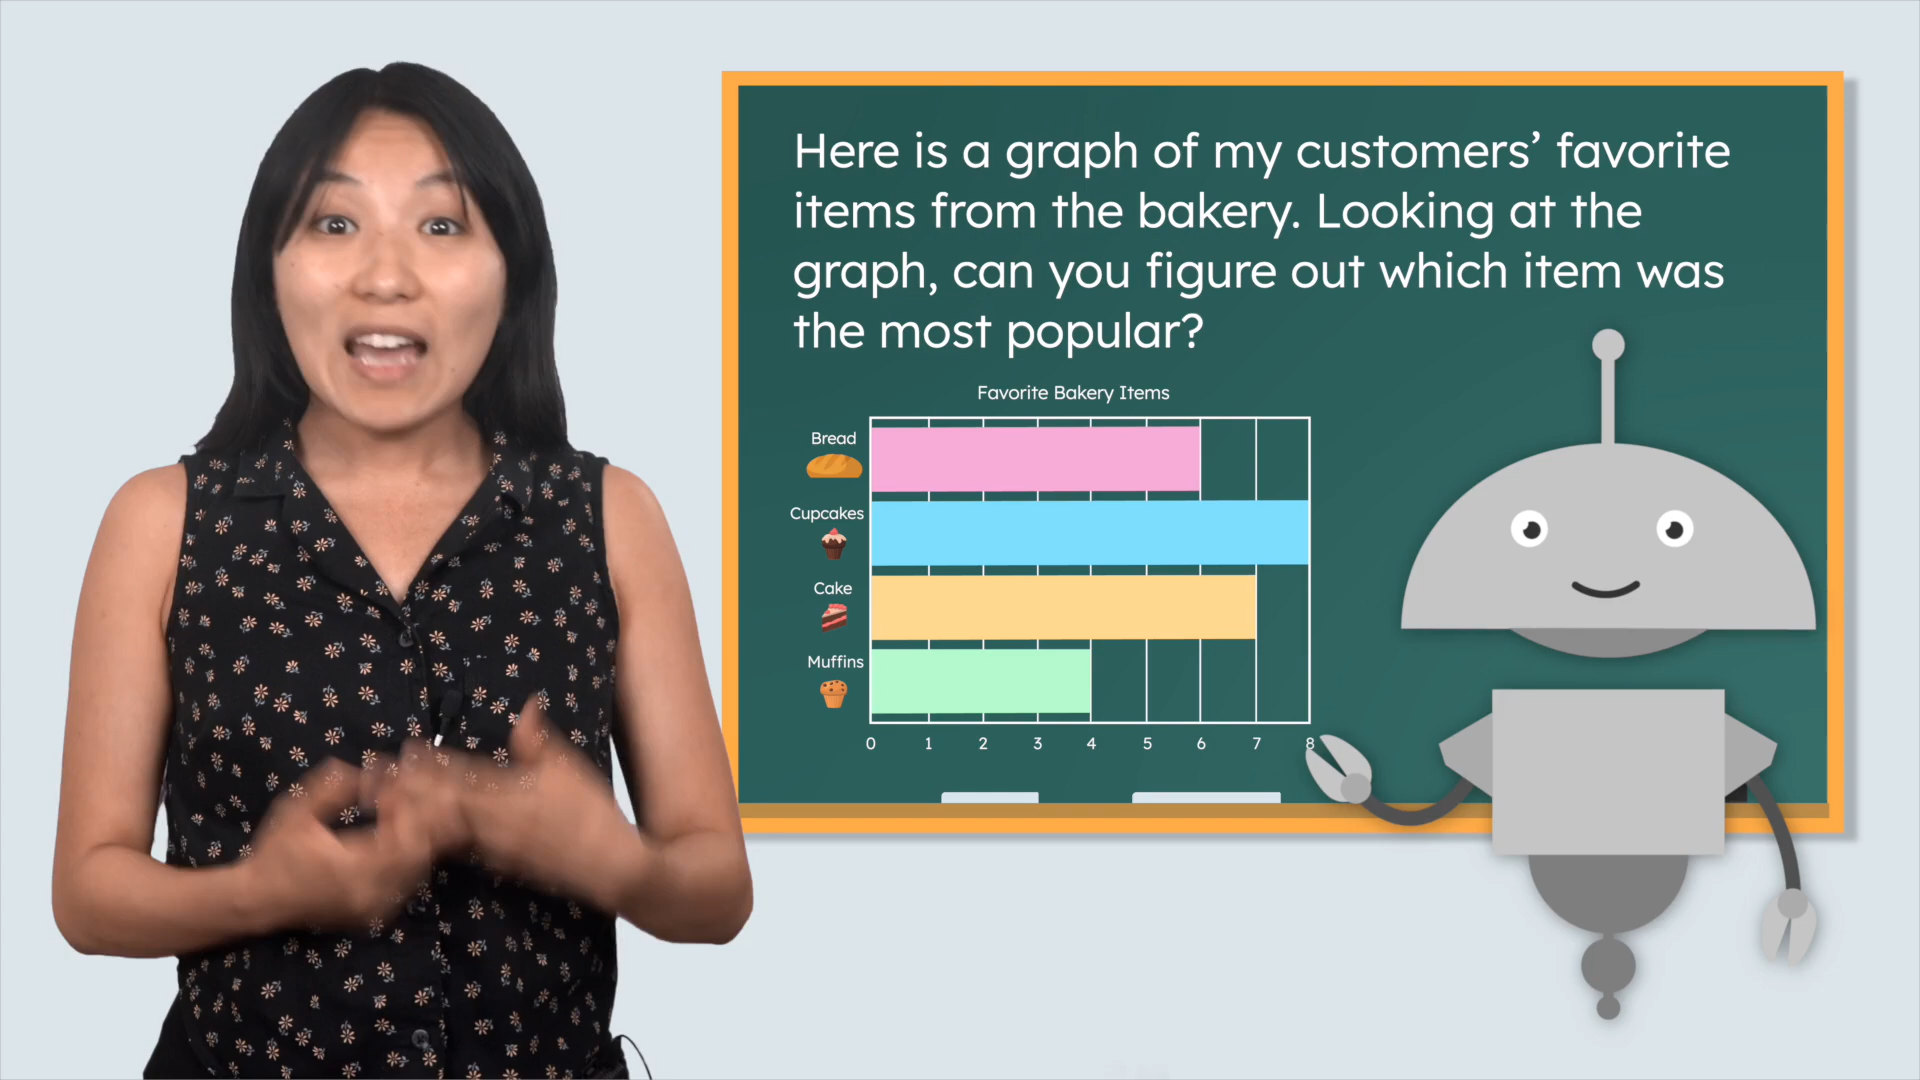 Here is a graph of my customers’ favorite
items from the bakery. Looking at the
graph, can you figure out which item was
the most popular?
Favorite Bakery Items
Bread
Cupcakes
Cake
Muffins
0 1 2 3 4 5 6 7 8